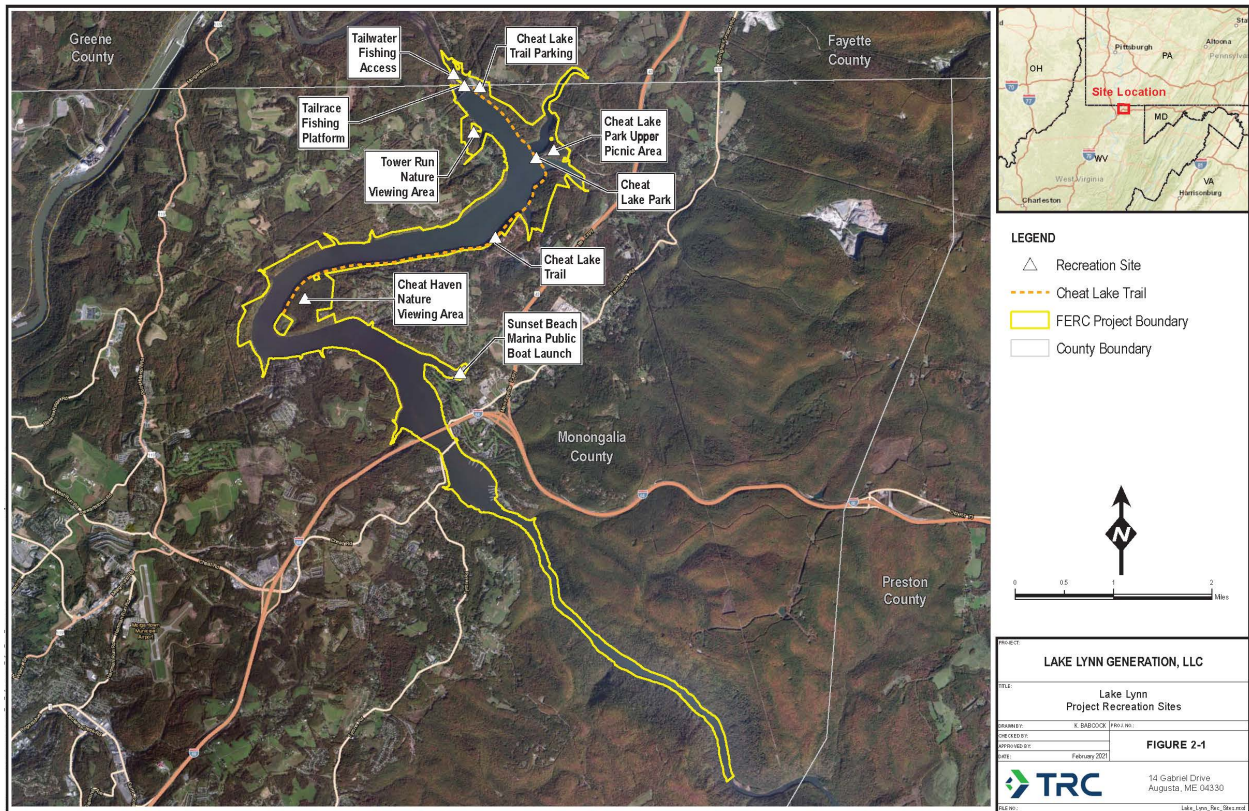 Greene
County
Tailwater
Fishing
Access
Cheat Lake
Trail Parking
Fayette
County
Tailrace
Fishing
Platform
Cheat Lake
Park Upper
Picnic Area
Tower Run
Nature
Viewing Area
Cheat
Lake Park
Cheat Lake
Trail
Cheat Haven
Nature
Viewing Area
Sunset Beach
Marina Public
Boat Launch
Monongalia
County
Preston
County
Pittsburgh
Altoona
PA
OH
Site Location
MD
WV
West Virginia
VA
Harrisonburg
Charleston
LEGEND
Recreation Site
Cheat Lake Trail
FERC Project Boundary
County Boundary
N
0 0.5 1 2
Miles
PROJECT:
LAKE LYNN GENERATION, LLC
TITLE:
Lake Lynn
Project Recreation Sites
DRAWN BY: K. BABCOCK PROJ. NO.:
CHECKED BY:
APPROVED BY:
DATE: February 2021
FIGURE 2-1
TRC
14 Gabriel Drive
Augusta, ME 04330
FILE NO.: Lake_Lynn_Rec_Sites.mxd